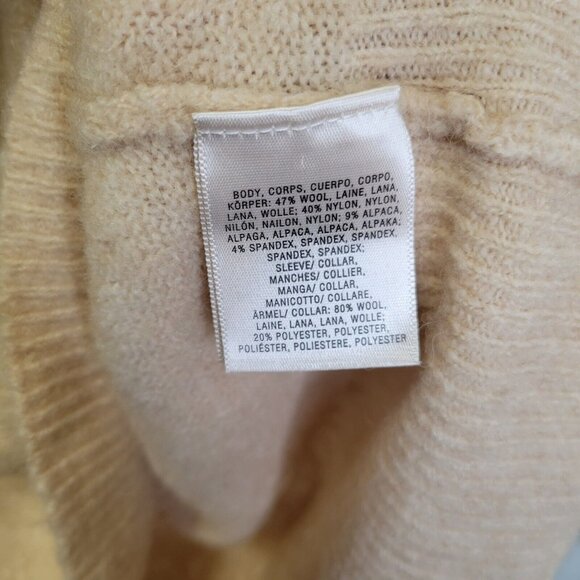 BODY, CORPS, CUERPO, CORPO,
KÖRPER: 47% WOOL, LAINE, LANA,
LANA, WOLLE; 40% NYLON, NYLON,
NILÓN, NAILON, NYLON; 9% ALPACA,
ALPAGA, ALPACA, ALPACA, ALPAKA;
4% SPANDEX, SPANDEX, SPANDEX,
SPANDEX, SPANDEX;
SLEEVE/ COLLAR,
MANCHES/ COLLIER,
MANGA/ COLLAR,
MANICOTTO/ COLLARE,
ÄRMEL/ COLLAR: 80% WOOL,
LAINE, LANA, LANA, WOLLE;
20% POLYESTER, POLYESTER,
POLIÉSTER, POLIESTERE, POLYESTER